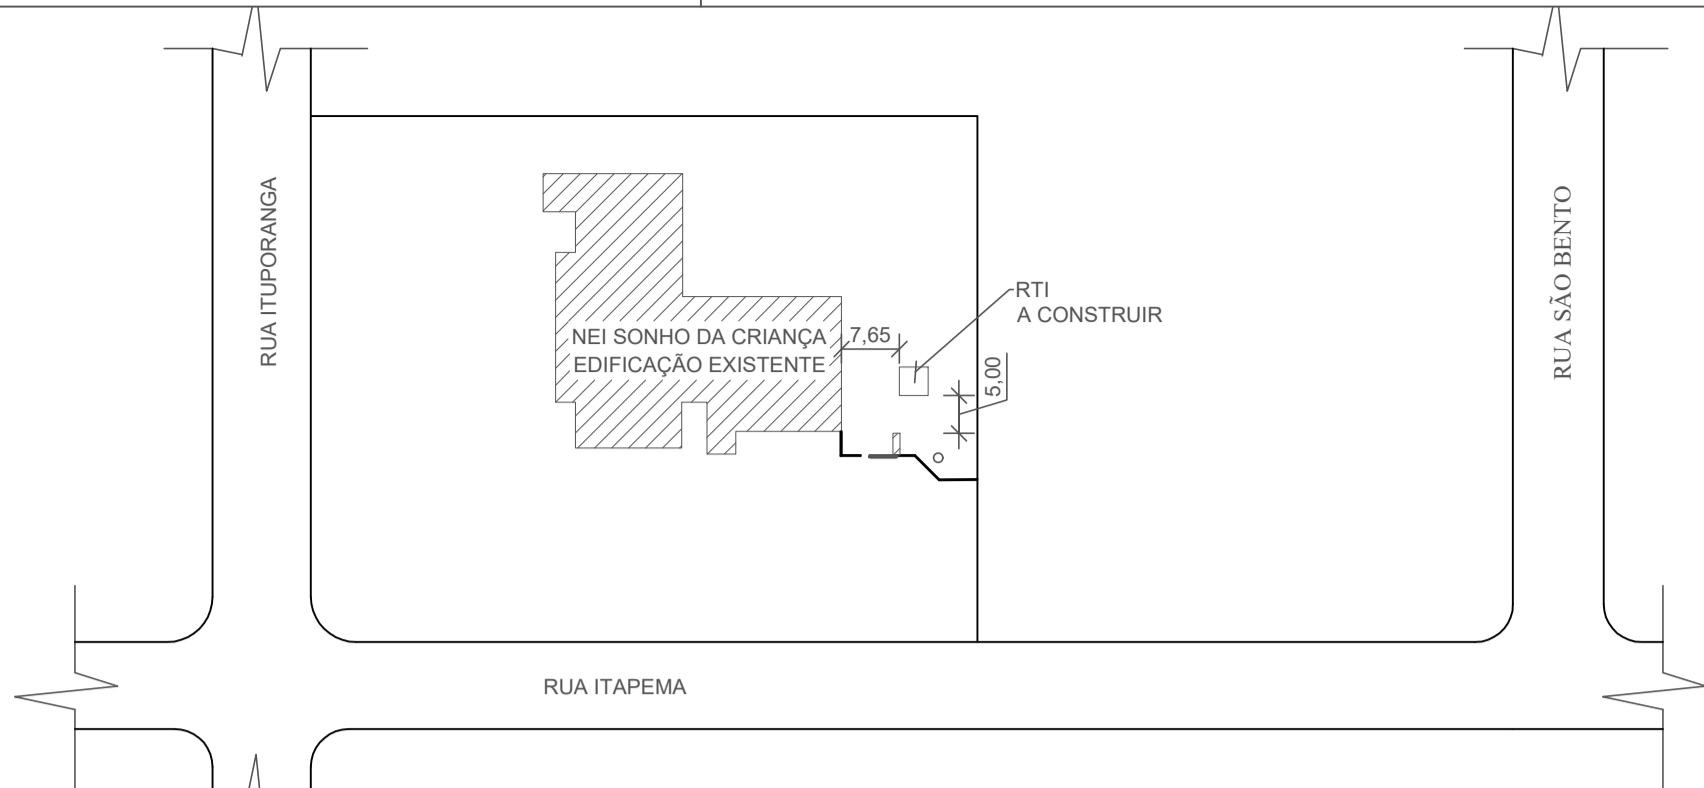 RUA ITUPORANGA
RUA SÃO BENTO
RTI
A CONSTRUIR
NEI SONHO DA CRIANÇA
EDIFICAÇÃO EXISTENTE
7,65
5,00
RUA ITAPEMA